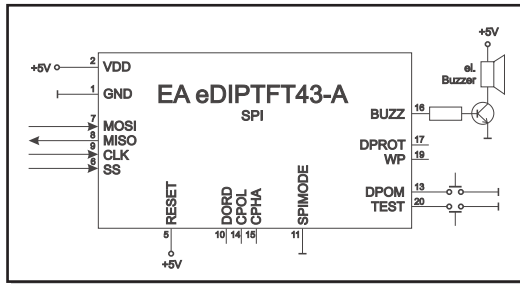 +5V
2 VDD
1 GND
EA eDIPTFT43-A
SPI
7 MOSI
8 MISO
9 CLK
6 SS
+5V
el.
Buzzer
BUZZ 16
DPROT 17
WP 19
DPOM 13
TEST 20
RESET
DORD
CPOL
CPHA
SPIMODE
5
10
14
15
11
+5V